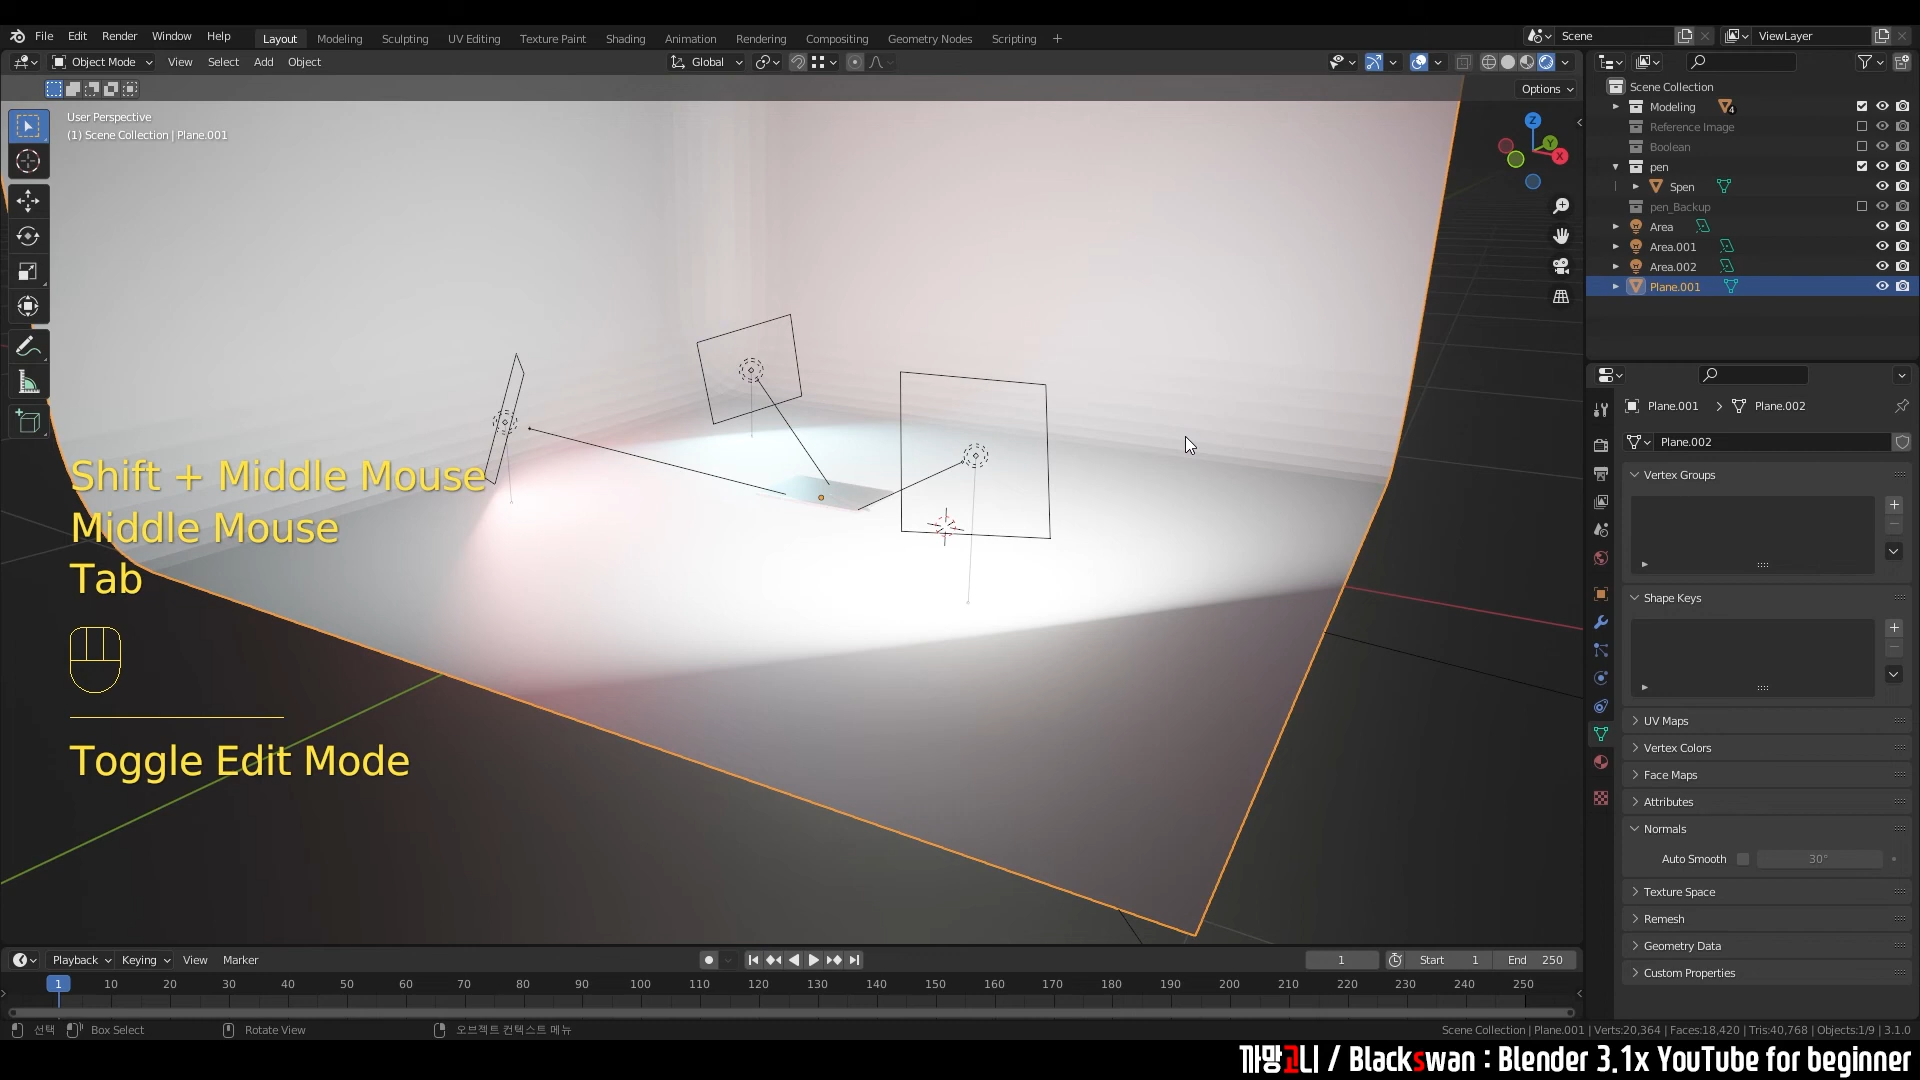 File Edit Render Window Help Layout Modeling Sculpting UV Editing Texture Paint Shading Animation Rendering Compositing Geometry Nodes Scripting + Scene ViewLayer
Object Mode View Select Add Object Global
Options
User Perspective
(1) Scene Collection | Plane.001
Z
Y
X
Scene Collection
Modeling 4
Reference Image
Boolean
pen
Spen
pen_Backup
Area
Area.001
Area.002
Plane.001
Plane.001 > Plane.002
Plane.002
Vertex Groups
Shape Keys
UV Maps
Vertex Colors
Face Maps
Attributes
Normals
Auto Smooth 30°
Texture Space
Remesh
Geometry Data
Custom Properties
Shift + Middle Mouse
Middle Mouse
Tab
Toggle Edit Mode
Playback Keying View Marker 1 Start 1 End 250
1 10 20 30 40 50 60 70 80 90 100 110 120 130 140 150 160 170 180 190 200 210 220 230 240 250
선택 Box Select Rotate View 오브젝트 컨텍스트 메뉴 Scene Collection | Plane.001 | Verts:20,364 | Faces:18,420 | Tris:40,768 | Objects:1/9 | 3.1.0
까망고니 / Blackswan : Blender 3.1x YouTube for beginner